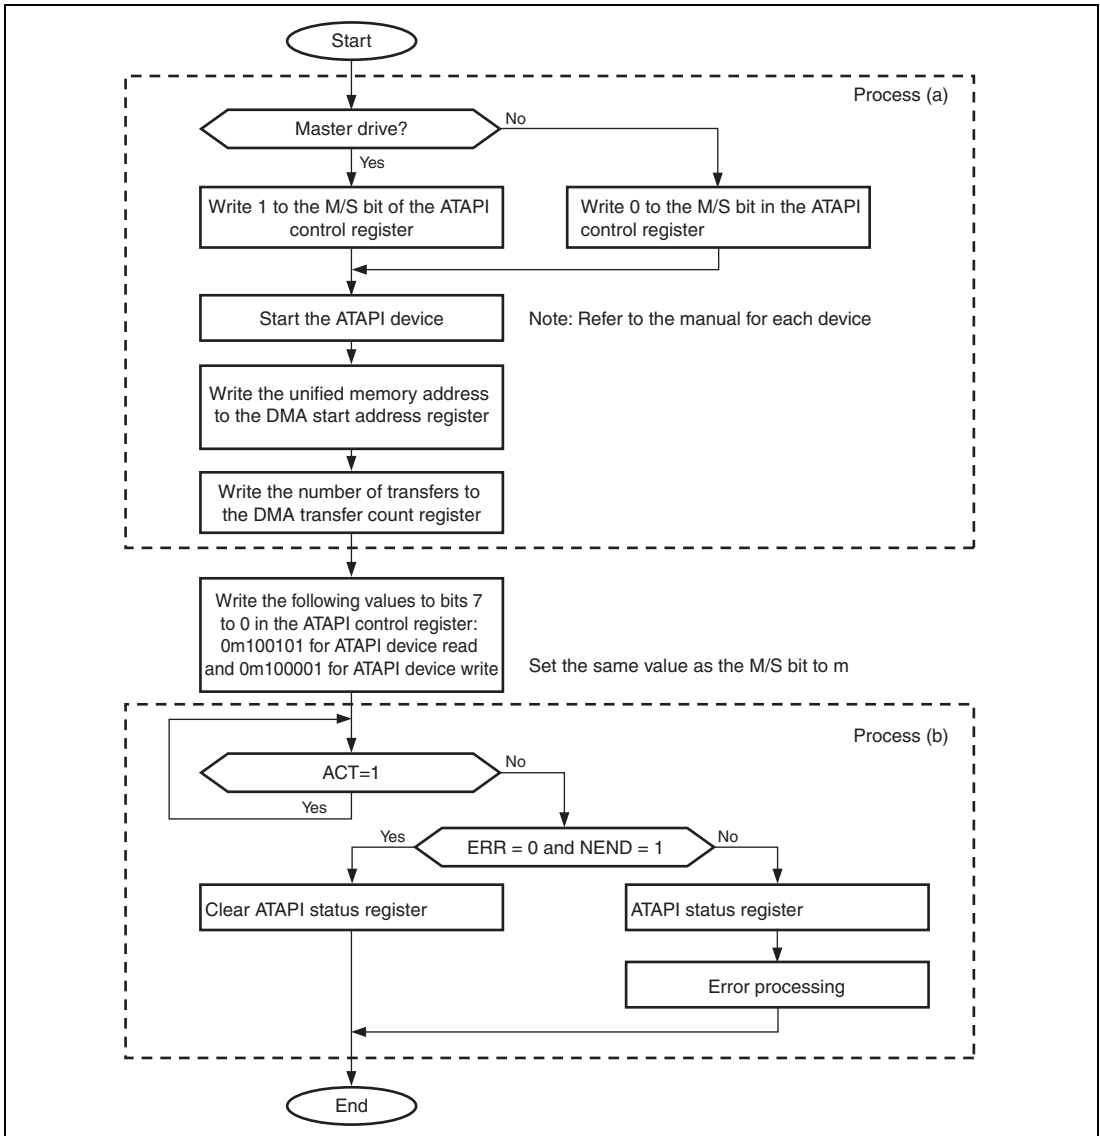 Start
Process (a)
Master drive?
No
Yes
Write 1 to the M/S bit of the ATAPI
control register
Write 0 to the M/S bit in the ATAPI
control register
Start the ATAPI device
Note: Refer to the manual for each device
Write the unified memory address
to the DMA start address register
Write the number of transfers to
the DMA transfer count register
Write the following values to bits 7
to 0 in the ATAPI control register:
0m100101 for ATAPI device read
and 0m100001 for ATAPI device write
Set the same value as the M/S bit to m
Process (b)
ACT=1
No
Yes
ERR = 0 and NEND = 1
Yes
No
Clear ATAPI status register
ATAPI status register
Error processing
End